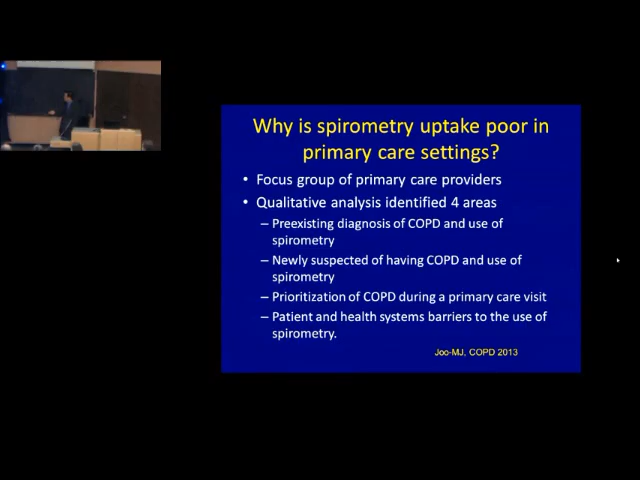 Why is spirometry uptake poor in
primary care settings?
• Focus group of primary care providers
• Qualitative analysis identified 4 areas
– Preexisting diagnosis of COPD and use of
spirometry
– Newly suspected of having COPD and use of
spirometry
– Prioritization of COPD during a primary care visit
– Patient and health systems barriers to the use of
spirometry.
Joo-MJ, COPD 2013